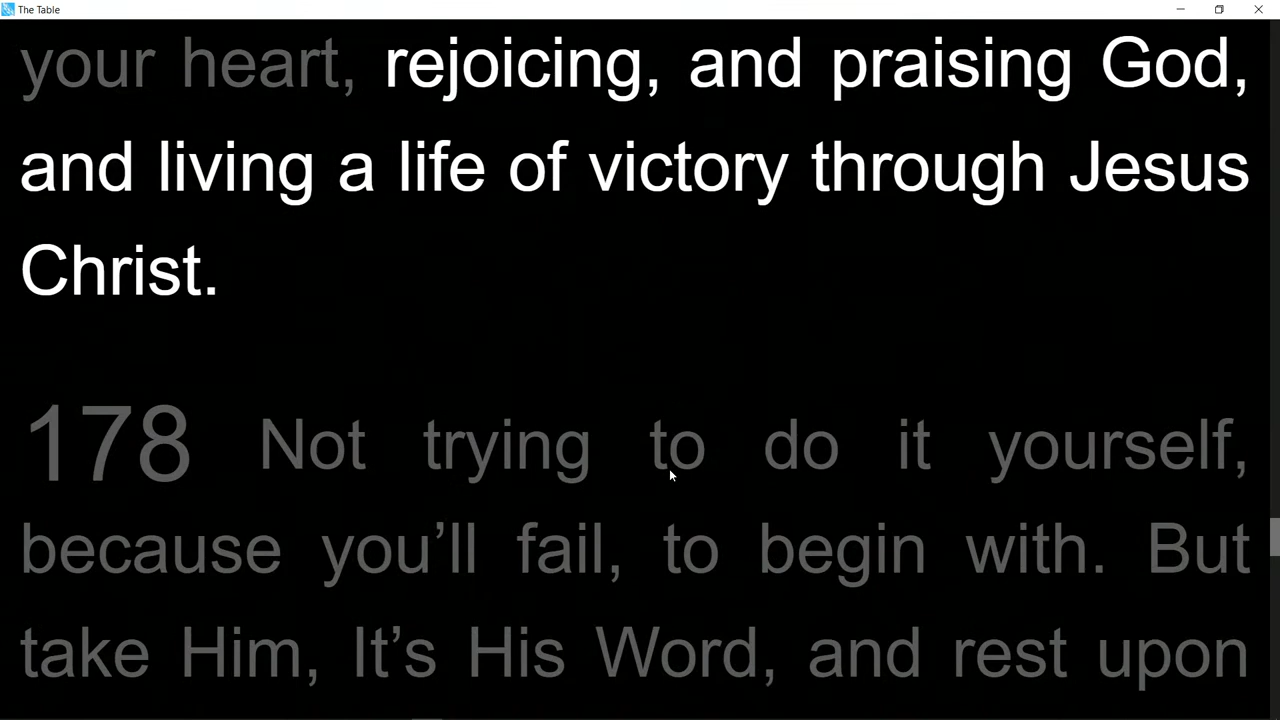 The Table
your heart, rejoicing, and praising God,
and living a life of victory through Jesus
Christ.
178 Not trying to do it yourself,
because you’ll fail, to begin with. But
take Him, It’s His Word, and rest upon